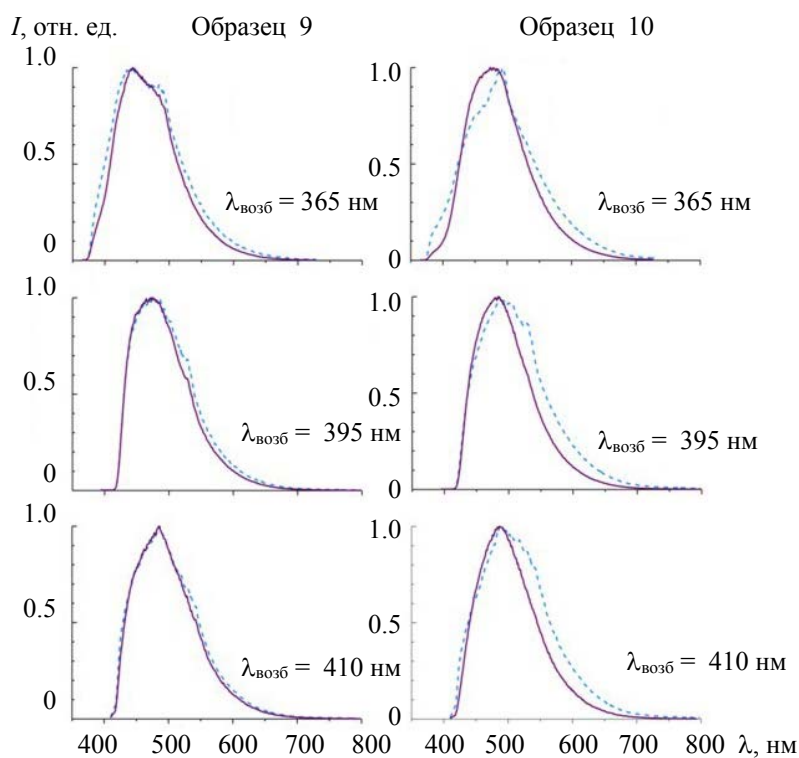 I, отн. ед. Образец 9 Образец 10
1.0 1.0
0.5 0.5
λвозб = 365 нм λвозб = 365 нм
0 0
1.0 1.0
0.5 0.5
λвозб = 395 нм λвозб = 395 нм
0 0
1.0 1.0
0.5 0.5
λвозб = 410 нм λвозб = 410 нм
0 0
400 500 600 700 800 400 500 600 700 800 λ, нм